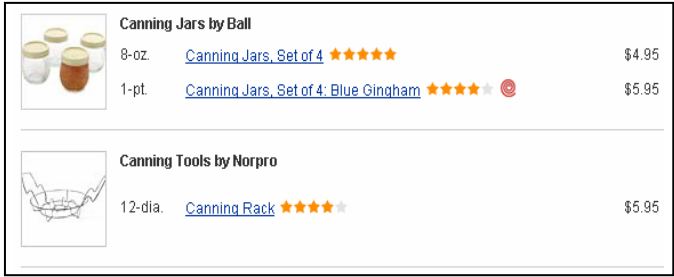 Canning Jars by Ball
8-oz. Canning Jars, Set of 4 $4.95
1-pt. Canning Jars, Set of 4: Blue Gingham $5.95
Canning Tools by Norpro
12-dia. Canning Rack $5.95